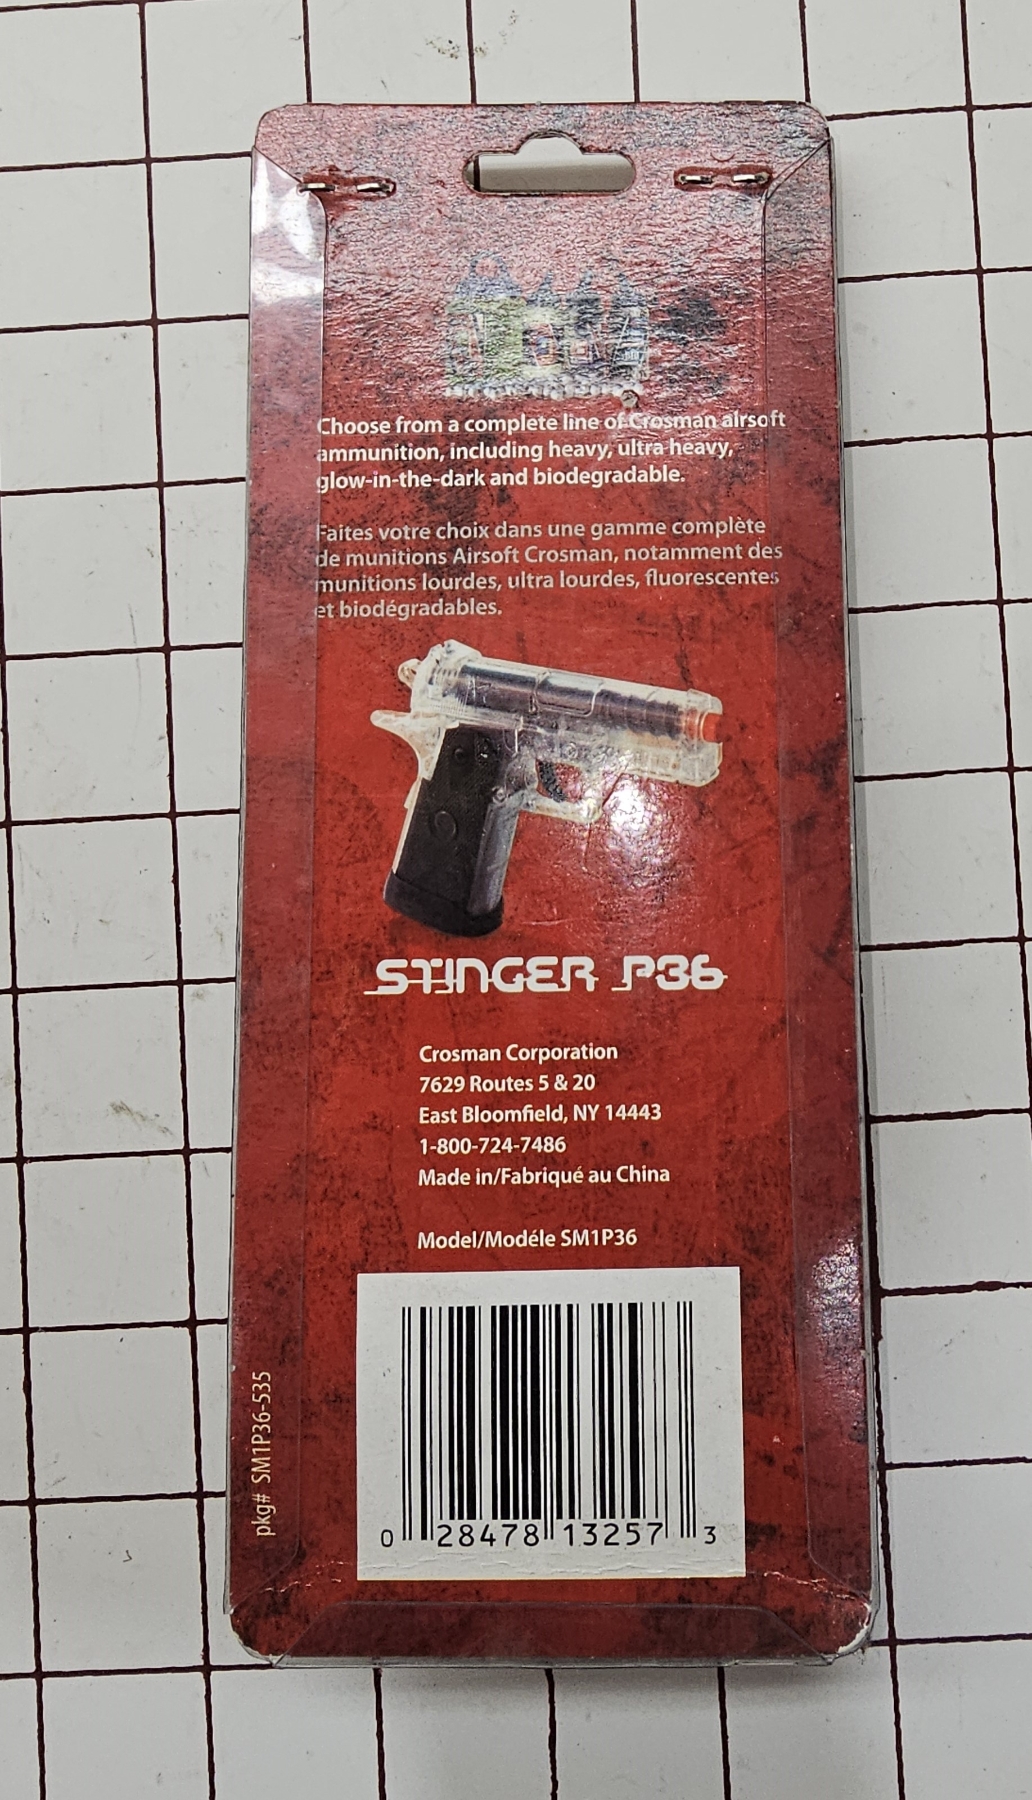 Choose from a complete line of Crosman airsoft
ammunition, including heavy, ultra heavy,
glow-in-the-dark and biodegradable.
Faites votre choix dans une gamme complète
de munitions Airsoft Crosman, notamment des
munitions lourdes, ultra lourdes, fluorescentes
et biodégradables.
STINGER P36
Crosman Corporation
7629 Routes 5 & 20
East Bloomfield, NY 14443
1-800-724-7486
Made in/Fabriqué au China
Model/Modéle SM1P36
pkg# SM1P36-535
0 28478 13257 3